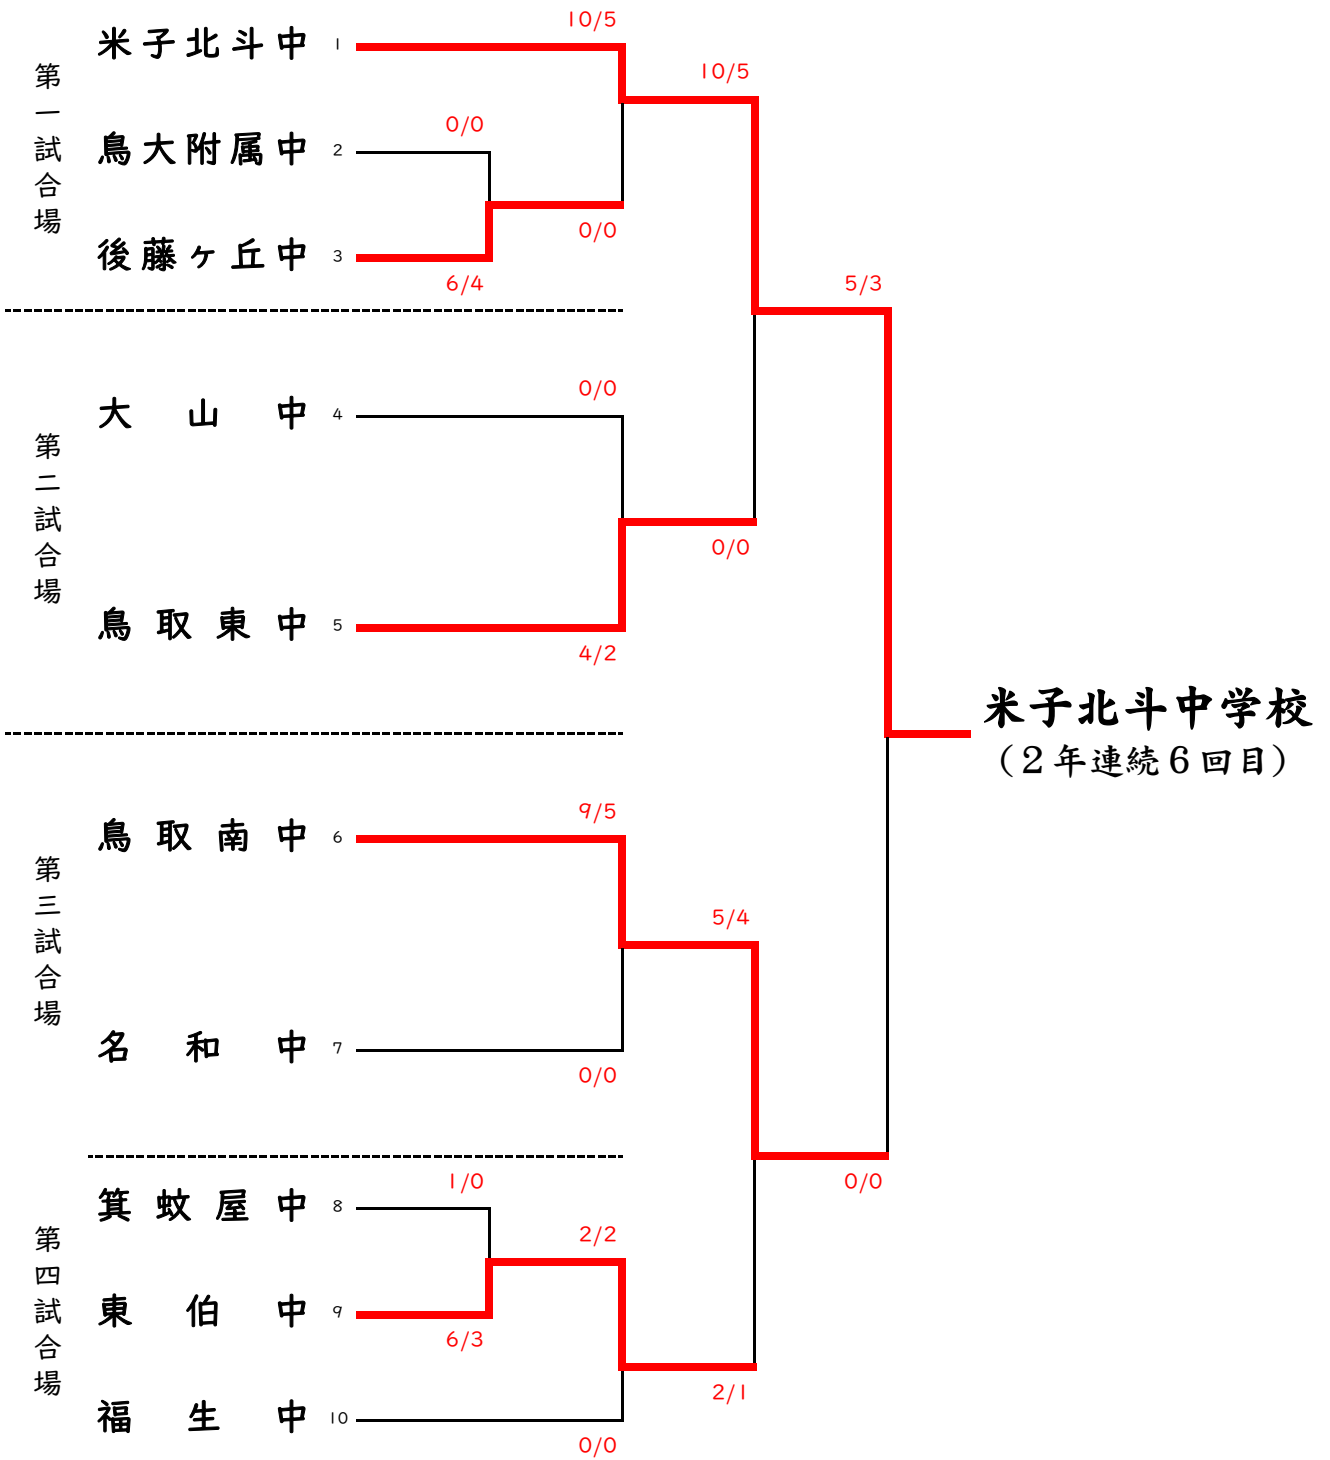 第一試合場
米子北斗中 1
10/5
10/5
鳥大附属中 2
0/0
後藤ヶ丘中 3
6/4
0/0
5/3
第二試合場
大山中 4
0/0
鳥取東中 5
4/2
0/0
米子北斗中学校
（２年連続６回目）
第三試合場
鳥取南中 6
9/5
5/4
名和中 7
0/0
0/0
第四試合場
箕蚊屋中 8
1/0
2/2
東伯中 9
6/3
2/1
福生中 10
0/0